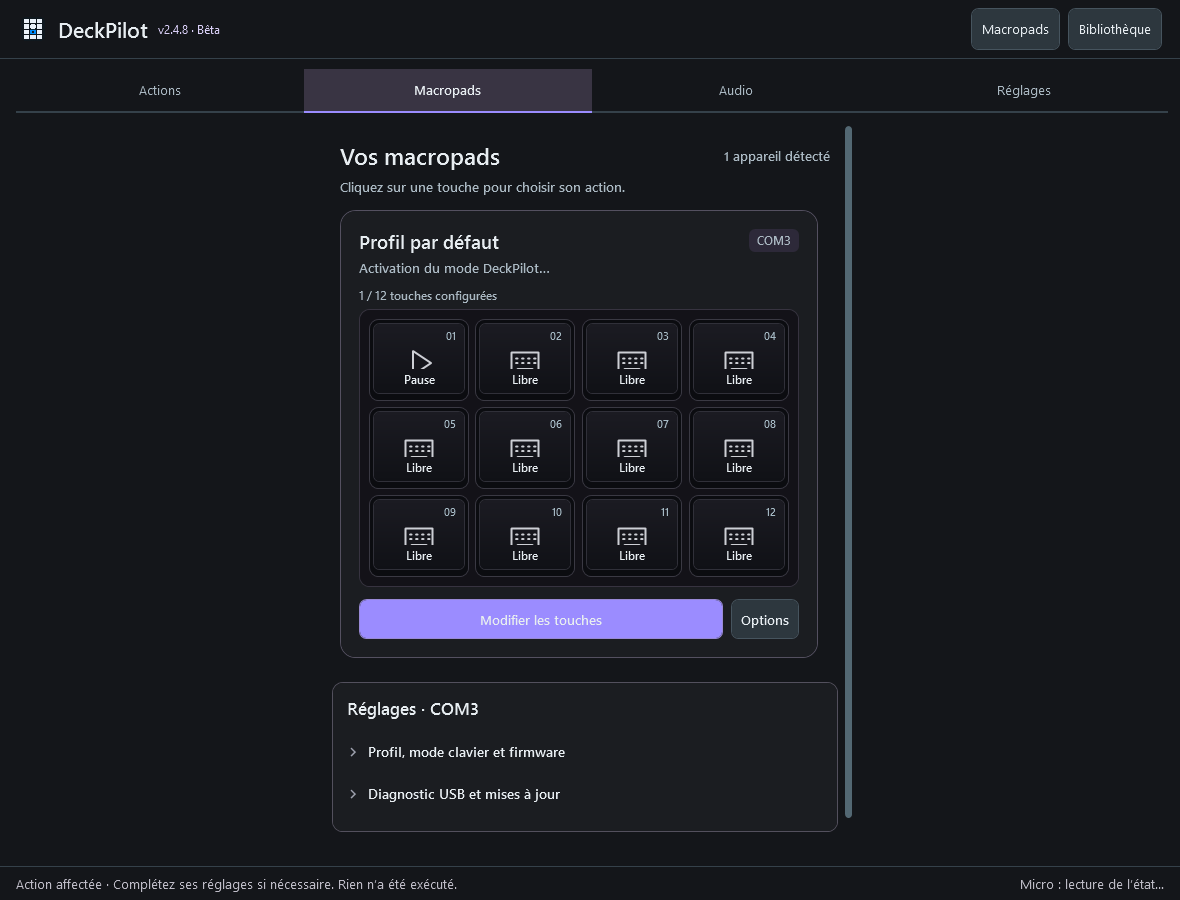 DeckPilot v2.4.8 · Bêta
Macropads
Bibliothèque
Actions
Macropads
Audio
Réglages
Vos macropads
1 appareil détecté
Cliquez sur une touche pour choisir son action.
Profil par défaut
COM3
Activation du mode DeckPilot...
1 / 12 touches configurées
01
Pause
02
Libre
03
Libre
04
Libre
05
Libre
06
Libre
07
Libre
08
Libre
09
Libre
10
Libre
11
Libre
12
Libre
Modifier les touches
Options
Réglages · COM3
Profil, mode clavier et firmware
Diagnostic USB et mises à jour
Action affectée · Complétez ses réglages si nécessaire. Rien n'a été exécuté.
Micro : lecture de l'état...